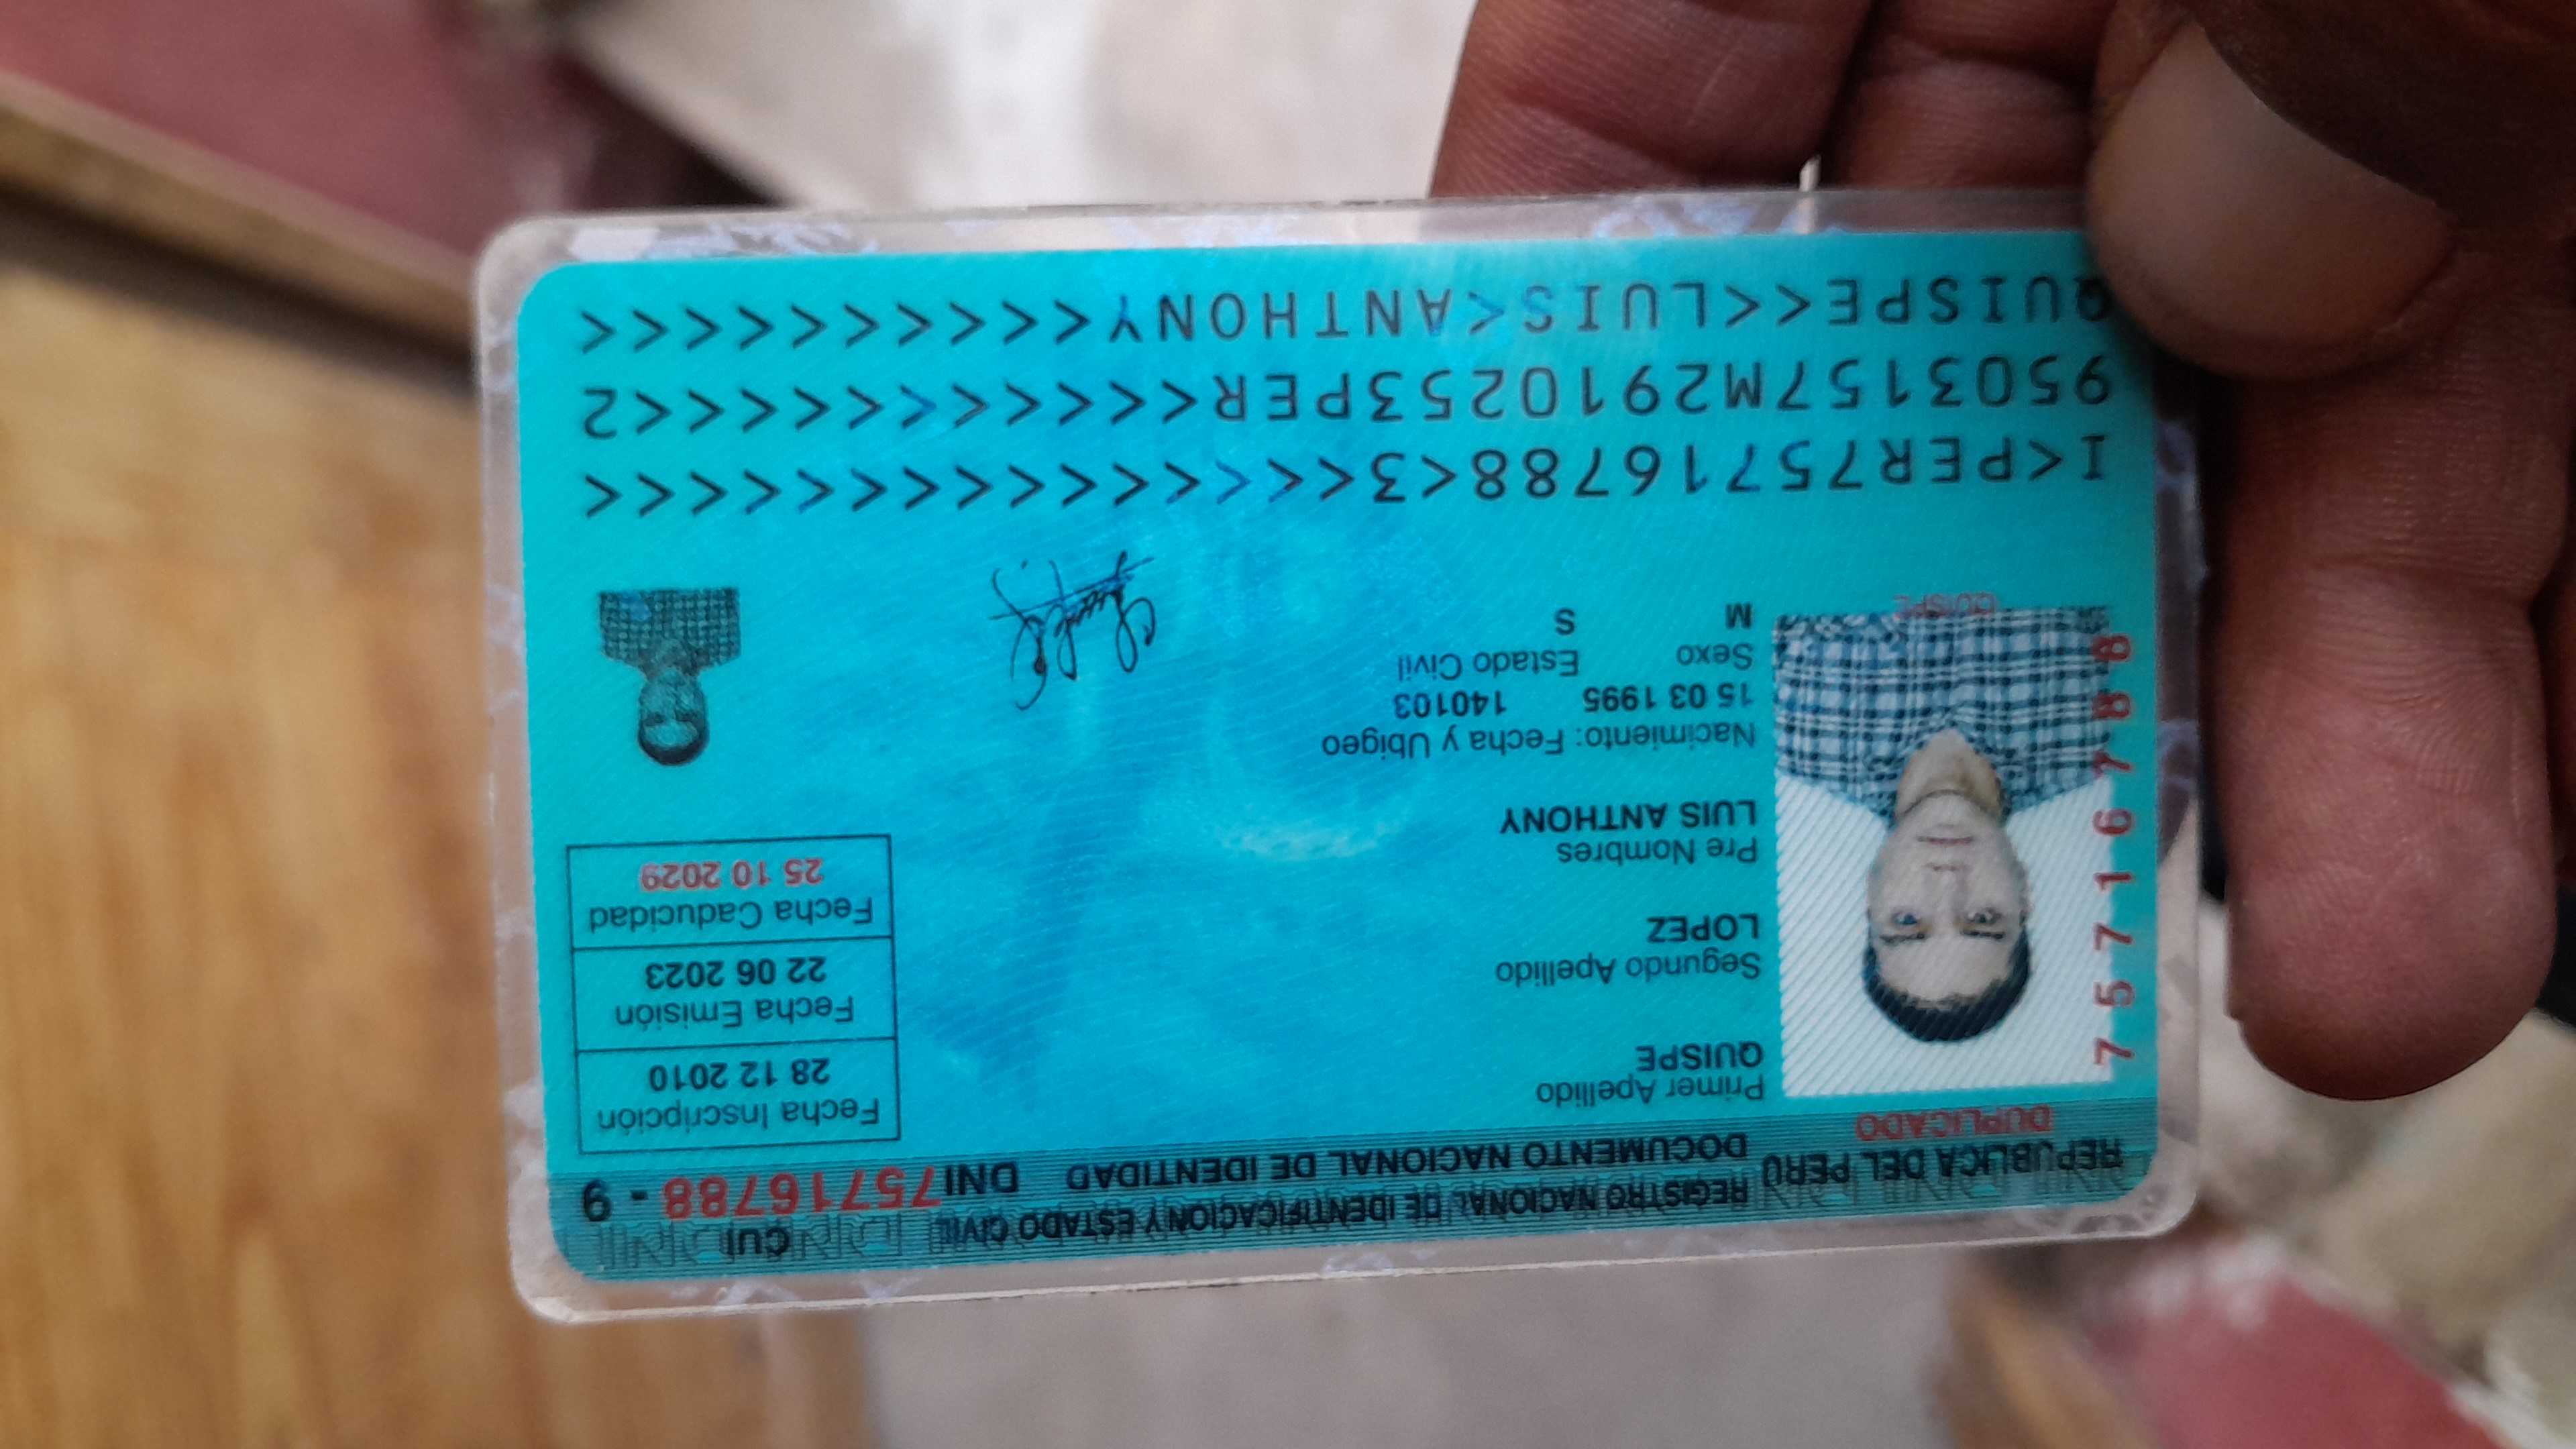 REPUBLICA DEL PERÚ
REGISTRO NACIONAL DE IDENTIFICACION Y ESTADO CIVIL
CUI
DUPLICADO
DOCUMENTO NACIONAL DE IDENTIDAD
DNI 75716788 - 9
Primer Apellido
QUISPE
Segundo Apellido
LOPEZ
Pre Nombres
LUIS ANTHONY
Nacimiento: Fecha y Ubigeo
15 03 1995 140103
Sexo Estado Civil
M S
Fecha Inscripción
28 12 2010
Fecha Emisión
22 06 2023
Fecha Caducidad
25 10 2029
75716788
QUISPE
I<PER75716788<3<<<<<<<<<<<<<<<
9503157M2910253PER<<<<<<<<<<<2
QUISPE<<LUIS<ANTHONY<<<<<<<<<<